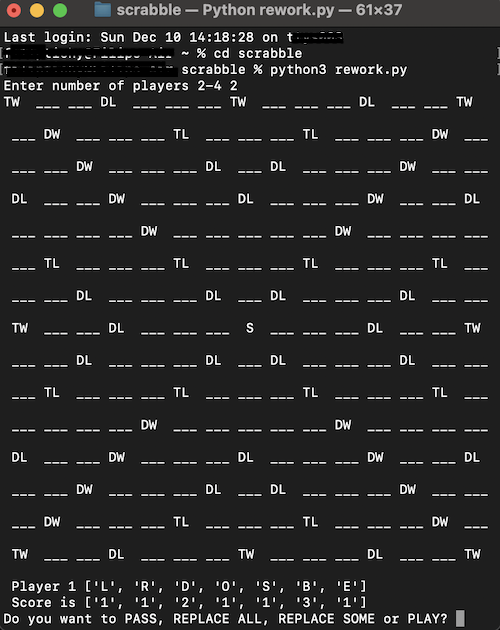 scrabble — Python rework.py — 61×37
Last login: Sun Dec 10 14:18:28 on
~ % cd scrabble
scrabble % python3 rework.py
Enter number of players 2-4 2
TW ___ ___ DL ___ ___ ___ TW ___ ___ ___ DL ___ ___ TW
___ DW ___ ___ ___ TL ___ ___ ___ TL ___ ___ ___ DW ___
___ ___ DW ___ ___ ___ DL ___ DL ___ ___ ___ DW ___ ___
DL ___ ___ DW ___ ___ ___ DL ___ ___ ___ DW ___ ___ DL
___ ___ ___ ___ DW ___ ___ ___ ___ ___ DW ___ ___ ___ ___
___ TL ___ ___ ___ TL ___ ___ ___ TL ___ ___ ___ TL ___
___ ___ DL ___ ___ ___ DL ___ DL ___ ___ ___ DL ___ ___
TW ___ ___ DL ___ ___ ___ S ___ ___ ___ DL ___ ___ TW
___ ___ DL ___ ___ ___ DL ___ DL ___ ___ ___ DL ___ ___
___ TL ___ ___ ___ TL ___ ___ ___ TL ___ ___ ___ TL ___
___ ___ ___ ___ DW ___ ___ ___ ___ ___ DW ___ ___ ___ ___
DL ___ ___ DW ___ ___ ___ DL ___ ___ ___ DW ___ ___ DL
___ ___ DW ___ ___ ___ DL ___ DL ___ ___ ___ DW ___ ___
___ DW ___ ___ ___ TL ___ ___ ___ TL ___ ___ ___ DW ___
TW ___ ___ DL ___ ___ ___ TW ___ ___ ___ DL ___ ___ TW
Player 1 ['L', 'R', 'D', 'O', 'S', 'B', 'E']
Score is ['1', '1', '2', '1', '1', '3', '1']
Do you want to PASS, REPLACE ALL, REPLACE SOME or PLAY?